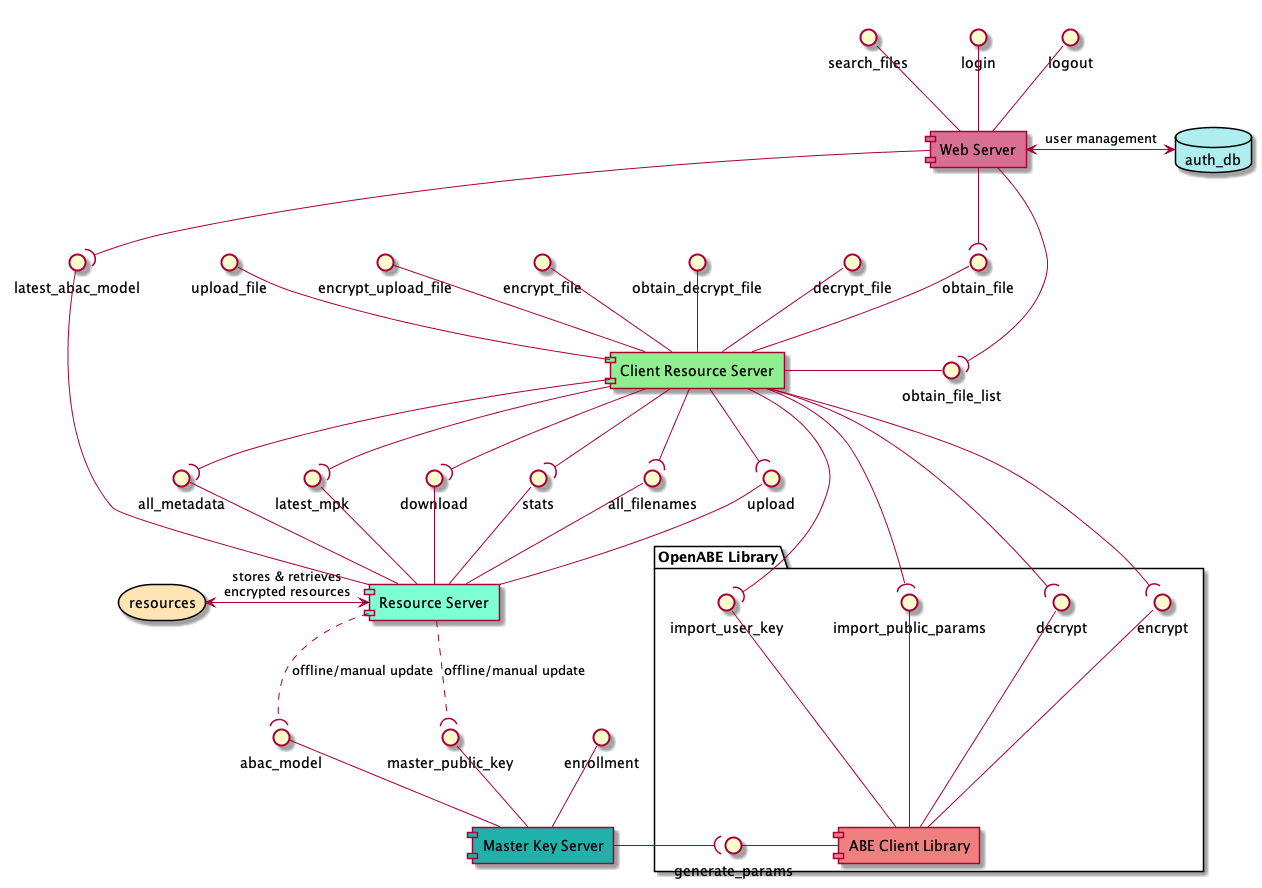 search_files
login
logout
Web Server
user management
auth_db
latest_abac_model
upload_file
encrypt_upload_file
encrypt_file
obtain_decrypt_file
decrypt_file
obtain_file
Client Resource Server
obtain_file_list
all_metadata
latest_mpk
download
stats
all_filenames
upload
OpenABE Library
stores & retrieves
encrypted resources
resources
Resource Server
import_user_key
import_public_params
decrypt
encrypt
offline/manual update
offline/manual update
abac_model
master_public_key
enrollment
Master Key Server
generate_params
ABE Client Library